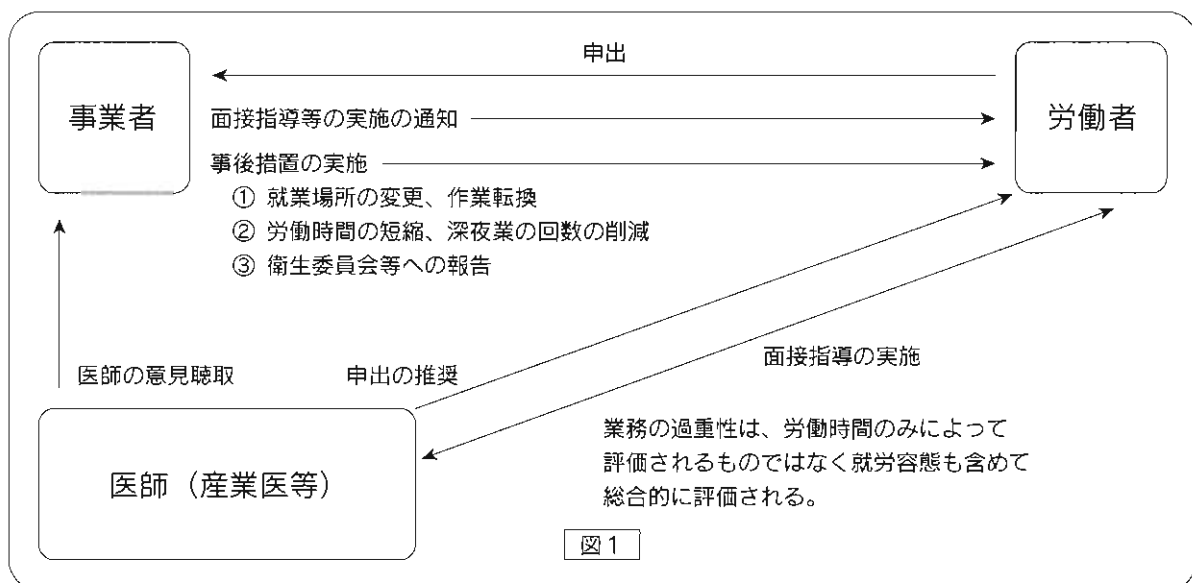 申出
事業者
労働者
面接指導等の実施の通知
事後措置の実施
① 就業場所の変更、作業転換
② 労働時間の短縮、深夜業の回数の削減
③ 衛生委員会等への報告
面接指導の実施
医師の意見聴取
申出の推奨
医師（産業医等）
業務の過重性は、労働時間のみによって
評価されるものではなく就労容態も含めて
総合的に評価される。
図1